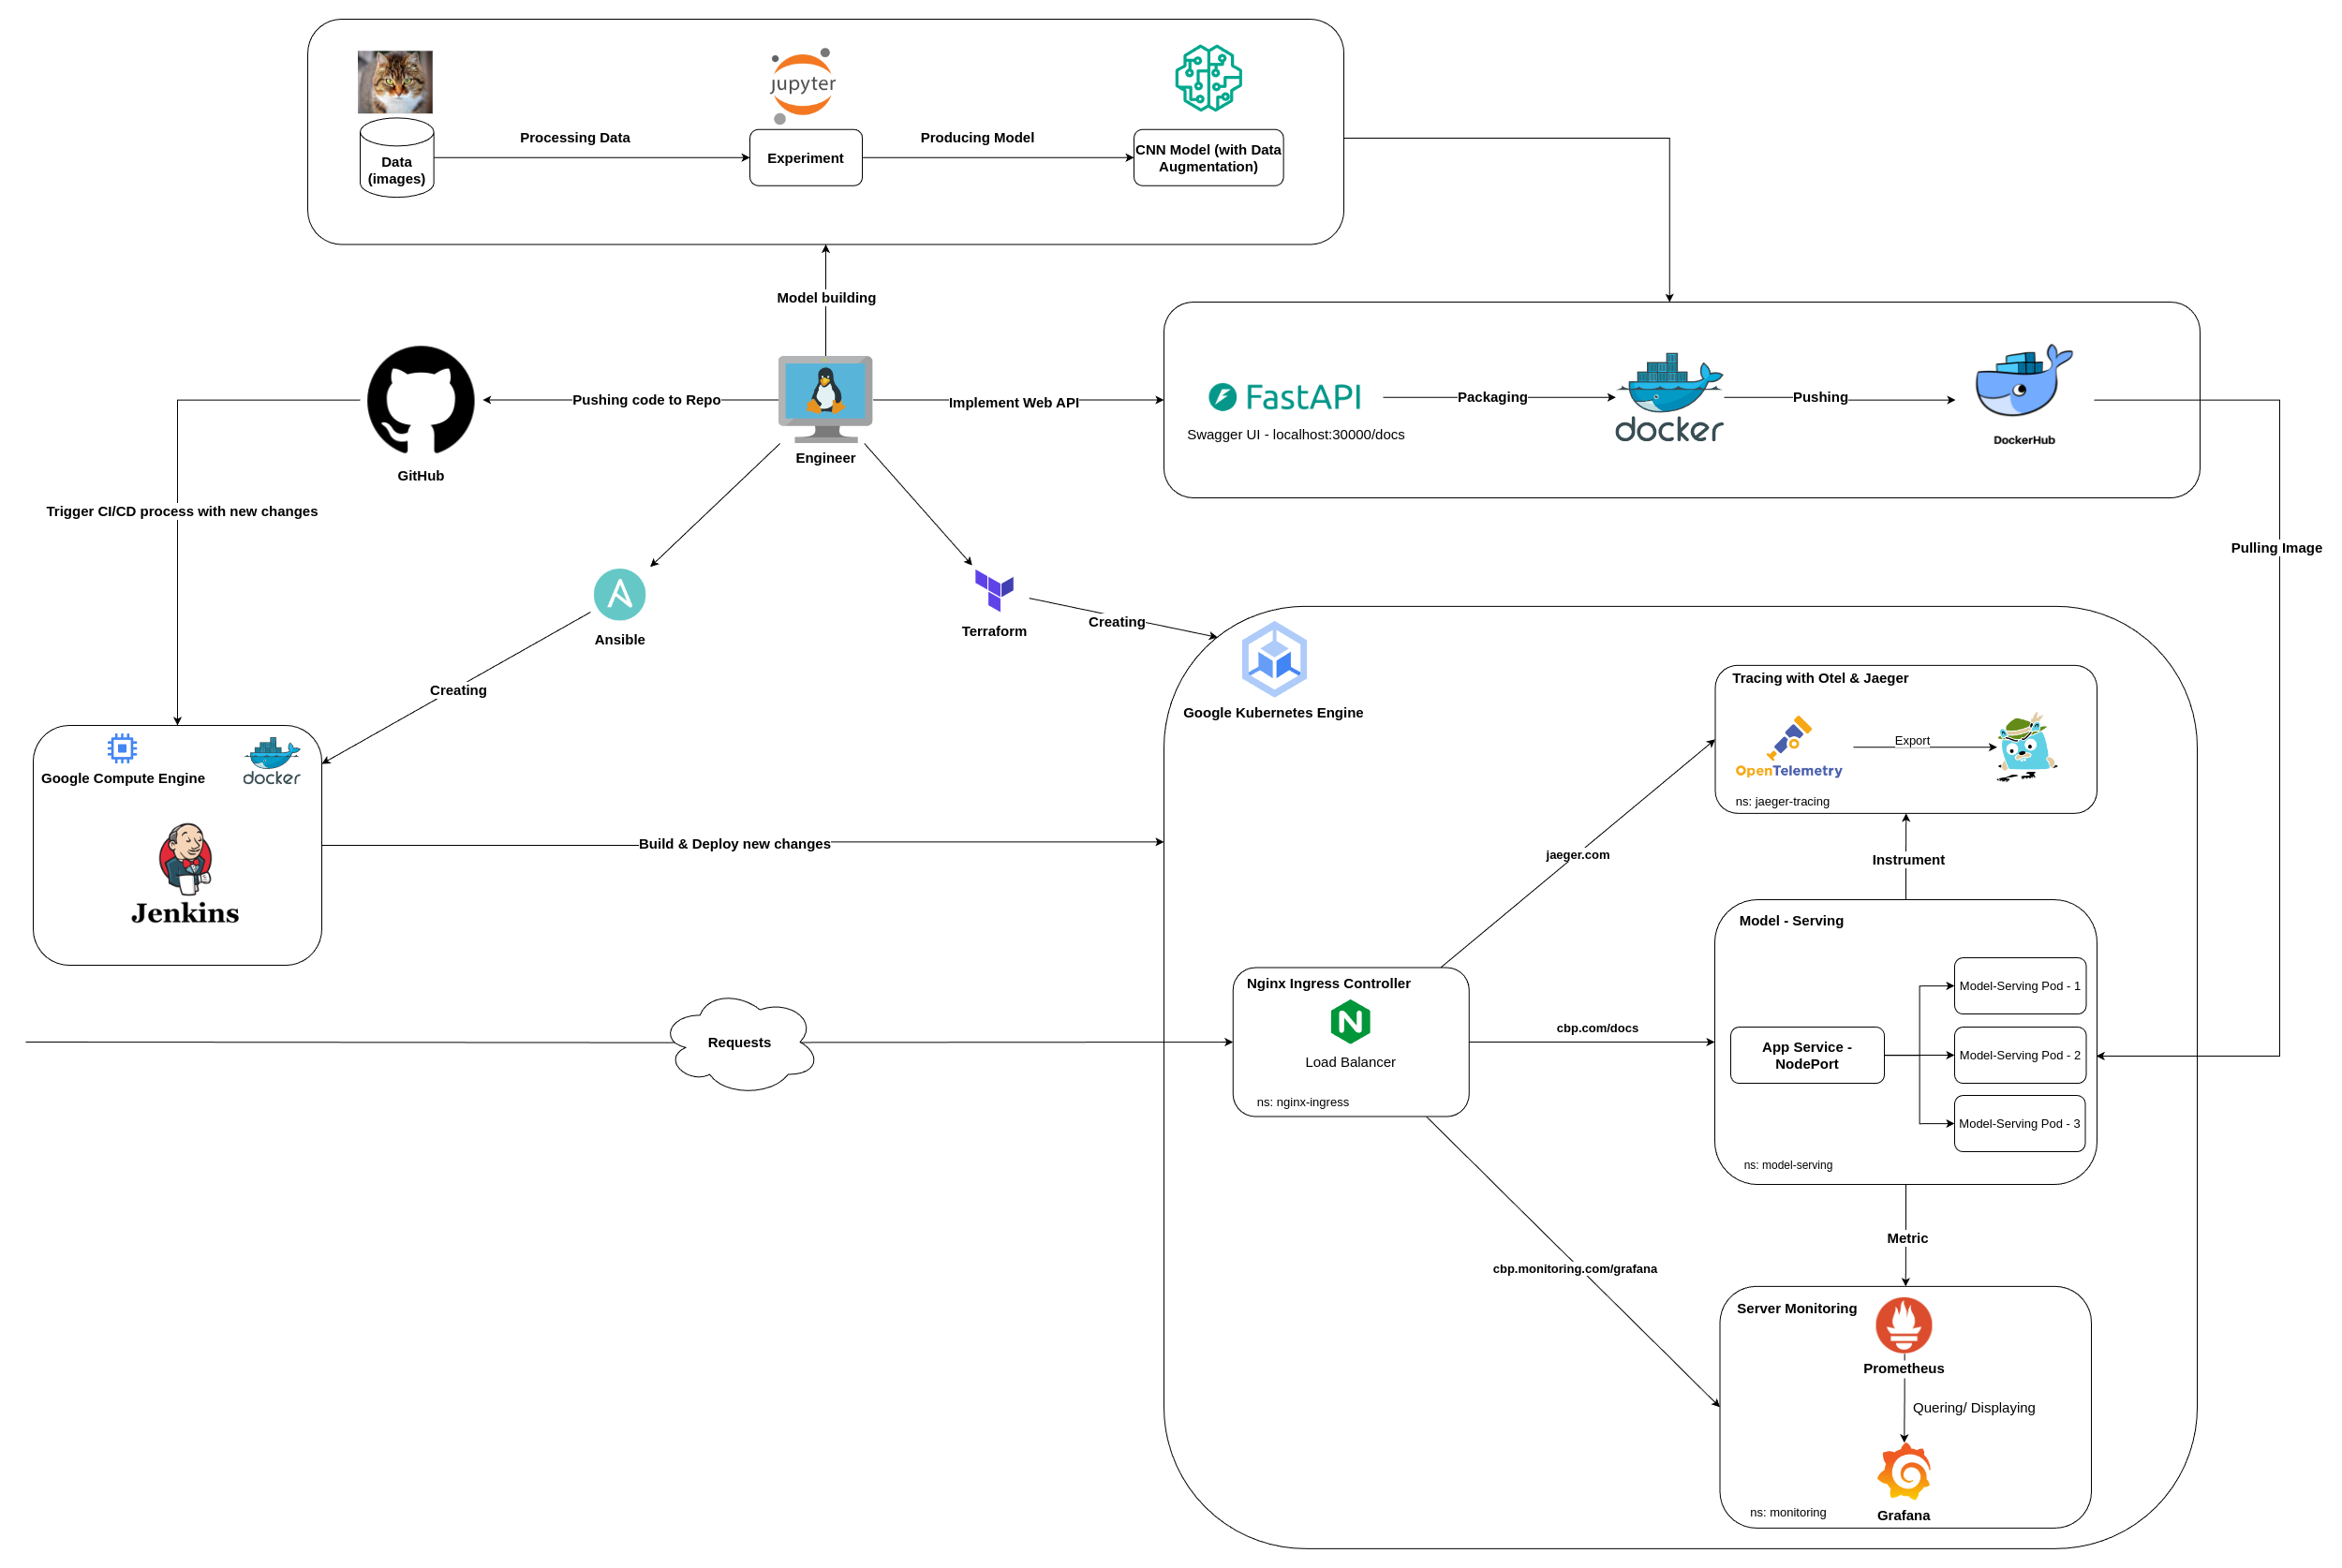 jupyter
Processing Data
Producing Model
Data
(images)
Experiment
CNN Model (with Data
Augmentation)
Model building
GitHub
Pushing code to Repo
Engineer
Implement Web API
FastAPI
Swagger UI - localhost:30000/docs
Packaging
docker
Pushing
DockerHub
Trigger CI/CD process with new changes
Pulling Image
Ansible
Terraform
Creating
Creating
Google Kubernetes Engine
Tracing with Otel & Jaeger
OpenTelemetry
Export
ns: jaeger-tracing
Google Compute Engine
docker
Jenkins
Build & Deploy new changes
jaeger.com
Instrument
Model - Serving
Requests
Nginx Ingress Controller
N
Load Balancer
ns: nginx-ingress
cbp.com/docs
App Service -
NodePort
Model-Serving Pod - 1
Model-Serving Pod - 2
Model-Serving Pod - 3
ns: model-serving
Metric
cbp.monitoring.com/grafana
Server Monitoring
Prometheus
Quering/ Displaying
ns: monitoring
Grafana